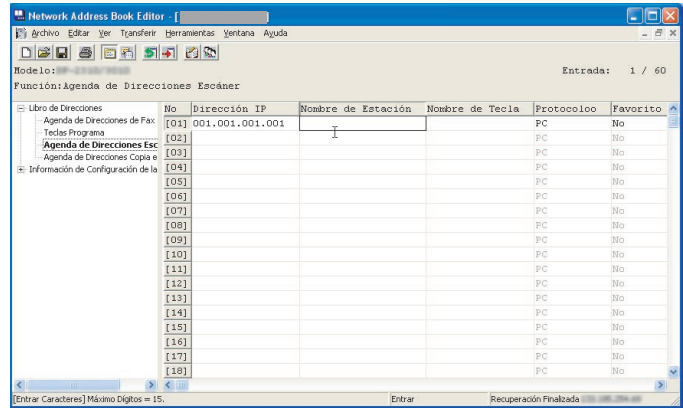 Network Address Book Editor - [ ]
Archivo Editar Ver Transferir Herramientas Ventana Ayuda
Modelo:
Entrada: 1 / 60
Función:Agenda de Direcciones Escáner
Libro de Direcciones
Agenda de Direcciones de Fax
Teclas Programa
Agenda de Direcciones Esc
Agenda de Direcciones Copia e
Información de Configuración de la
No Dirección IP Nombre de Estación Nombre de Tecla Protocoloo Favorito
[01] 001.001.001.001 PC No
[02] PC No
[03] PC No
[04] PC No
[05] PC No
[06] PC No
[07] PC No
[08] PC No
[09] PC No
[10] PC No
[11] PC No
[12] PC No
[13] PC No
[14] PC No
[15] PC No
[16] PC No
[17] PC No
[18] PC No
[Entrar Caracteres] Máximo Dígitos = 15. Entrar Recuperación Finalizada